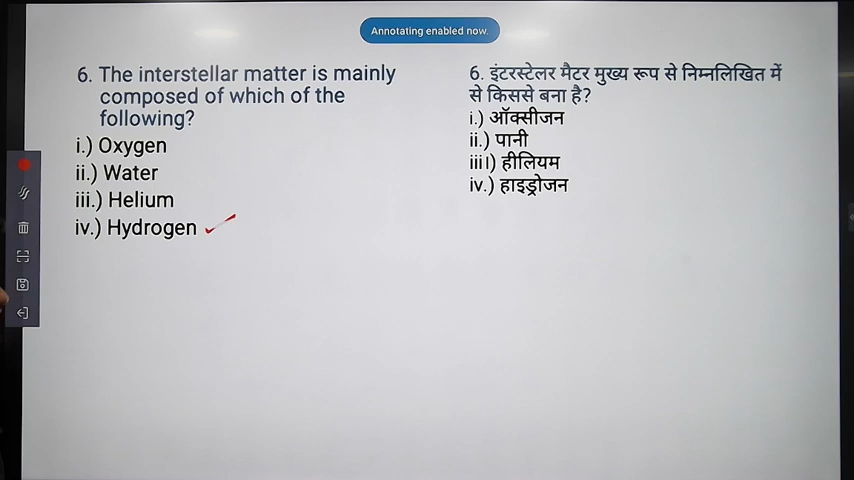 Annotating enabled now.
6. The interstellar matter is mainly
composed of which of the
following?
i.) Oxygen
ii.) Water
iii.) Helium
iv.) Hydrogen
6. इंटरस्टेलर मैटर मुख्य रूप से निम्नलिखित में
से किससे बना है?
i.) ऑक्सीजन
ii.) पानी
iii।) हीलियम
iv.) हाइड्रोजन